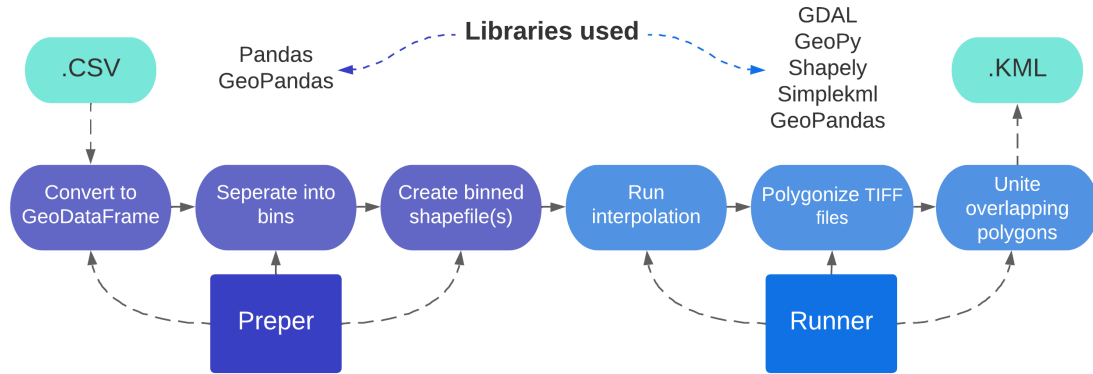 Libraries used
.CSV
Pandas
GeoPandas
GDAL
GeoPy
Shapely
Simplekml
GeoPandas
.KML
Convert to
GeoDataFrame
Seperate into
bins
Create binned
shapefile(s)
Run
interpolation
Polygonize TIFF
files
Unite
overlapping
polygons
Preper
Runner